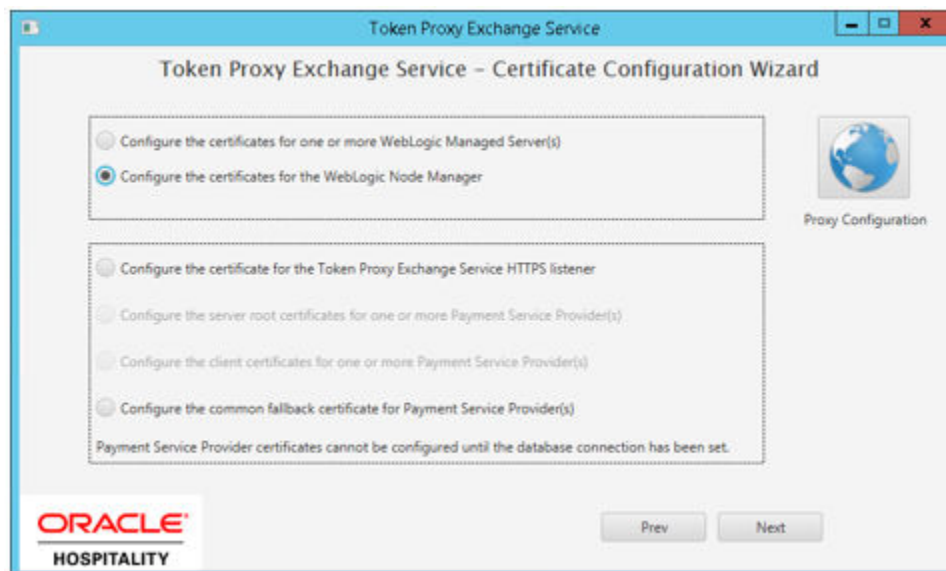 Token Proxy Exchange Service
Token Proxy Exchange Service – Certificate Configuration Wizard
Configure the certificates for one or more WebLogic Managed Server(s)
Configure the certificates for the WebLogic Node Manager
Proxy Configuration
Configure the certificate for the Token Proxy Exchange Service HTTPS listener
Configure the server root certificates for one or more Payment Service Provider(s)
Configure the client certificates for one or more Payment Service Provider(s)
Configure the common fallback certificate for Payment Service Provider(s)
Payment Service Provider certificates cannot be configured until the database connection has been set.
ORACLE®
HOSPITALITY
Prev
Next